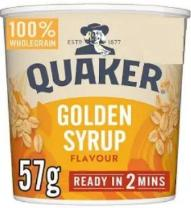 100%
WHOLEGRAIN
ESTD 1877
QUAKER
GOLDEN
SYRUP
FLAVOUR
57g
READY IN 2 MINS